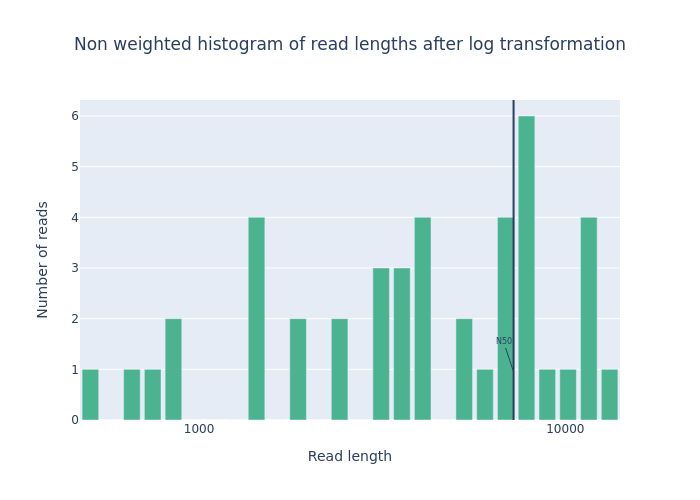 Non weighted histogram of read lengths after log transformation
Number of reads
6
5
4
3
2
1
0
N50
1000
10000
Read length